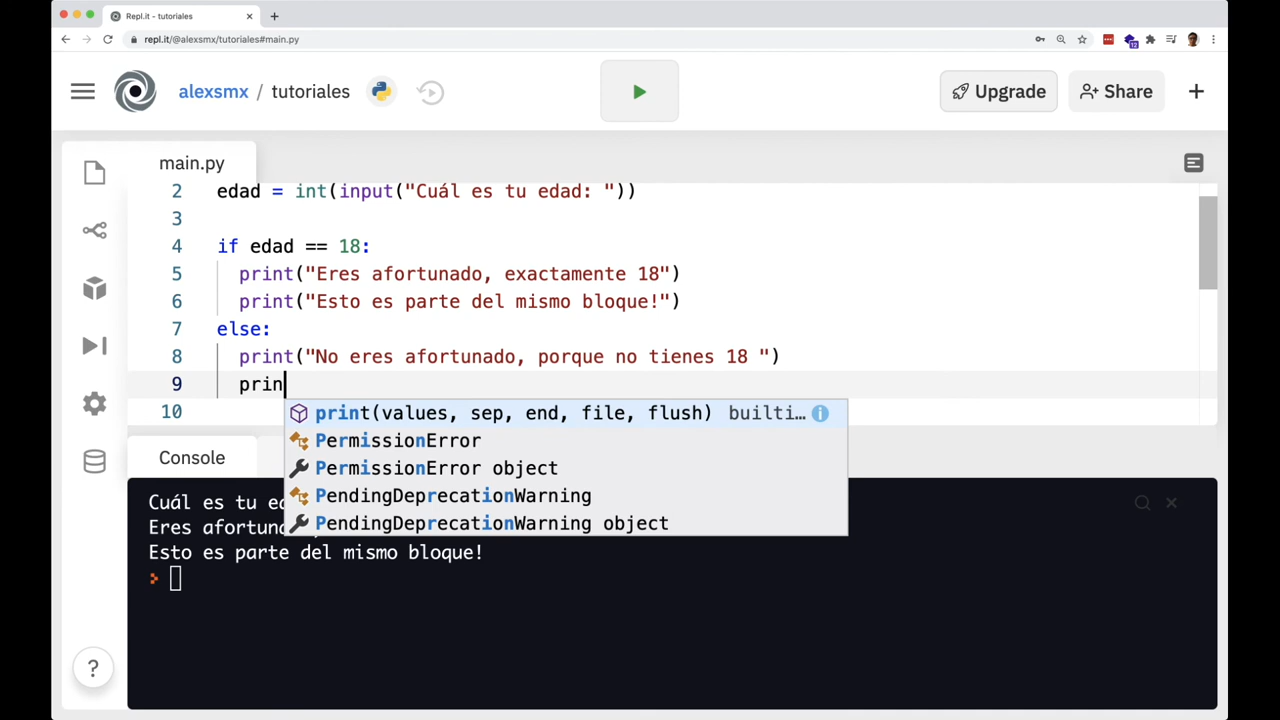 Repl.it - tutoriales
repl.it/@alexsmx/tutoriales#main.py
12
alexsmx / tutoriales
Upgrade
Share
main.py
2 edad = int(input("Cuál es tu edad: "))
3
4 if edad == 18:
5 print("Eres afortunado, exactamente 18")
6 print("Esto es parte del mismo bloque!")
7 else:
8 print("No eres afortunado, porque no tienes 18 ")
9 prin
10
print(values, sep, end, file, flush) builti…
PermissionError
PermissionError object
PendingDeprecationWarning
PendingDeprecationWarning object
Console
Cuál es tu
Eres
Esto es parte del mismo bloque!
?